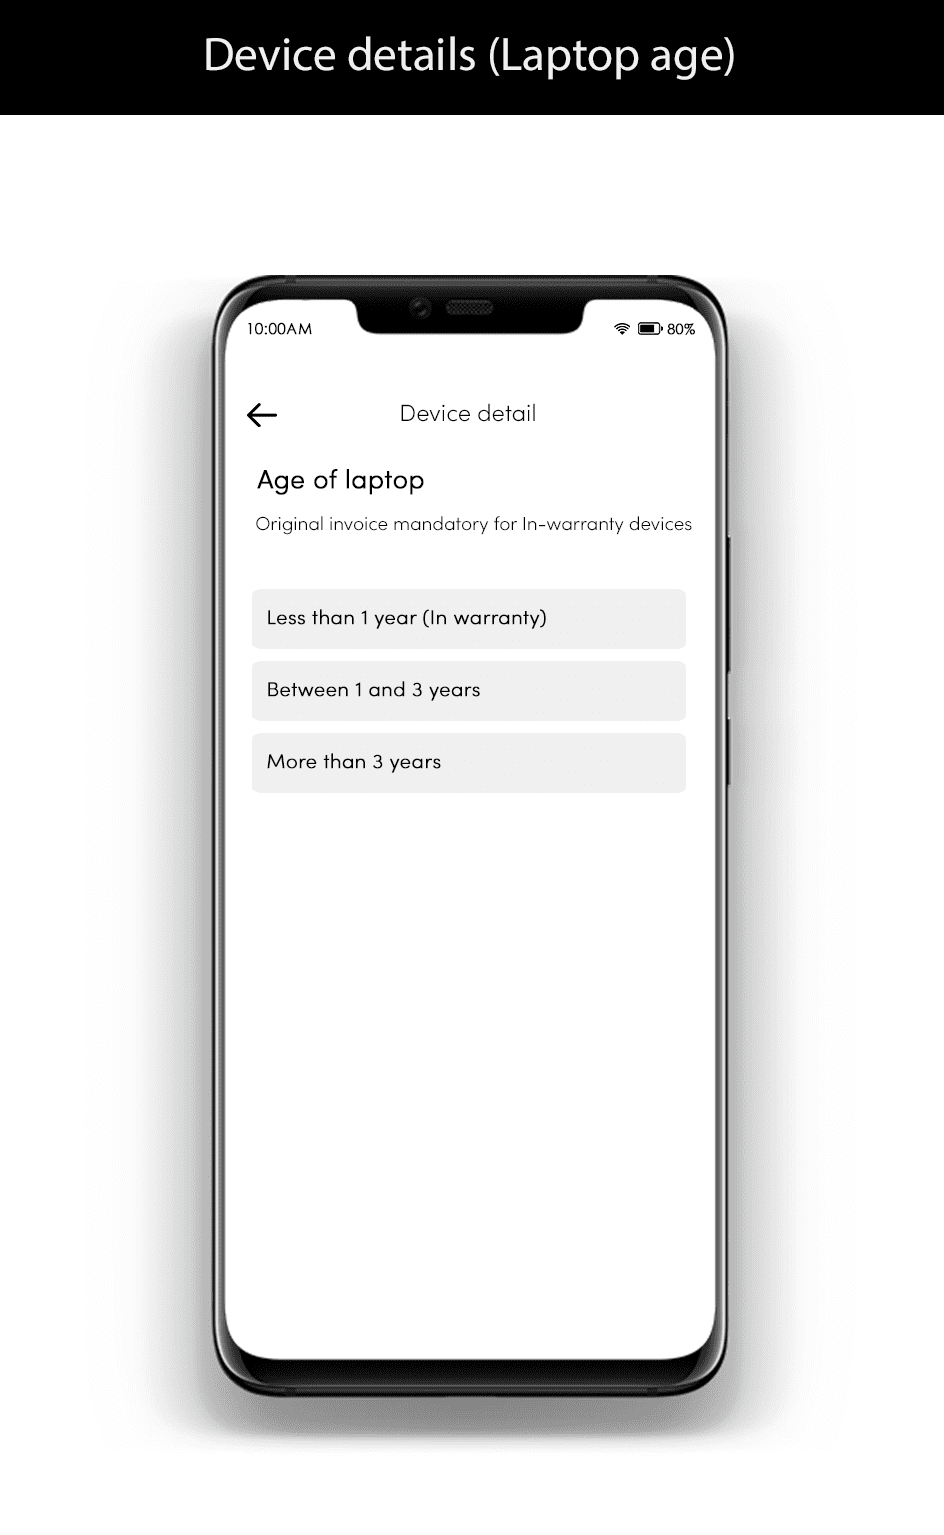 Device details (Laptop age)
10:00AM
80%
Device detail
Age of laptop
Original invoice mandatory for In-warranty devices
Less than 1 year (In warranty)
Between 1 and 3 years
More than 3 years